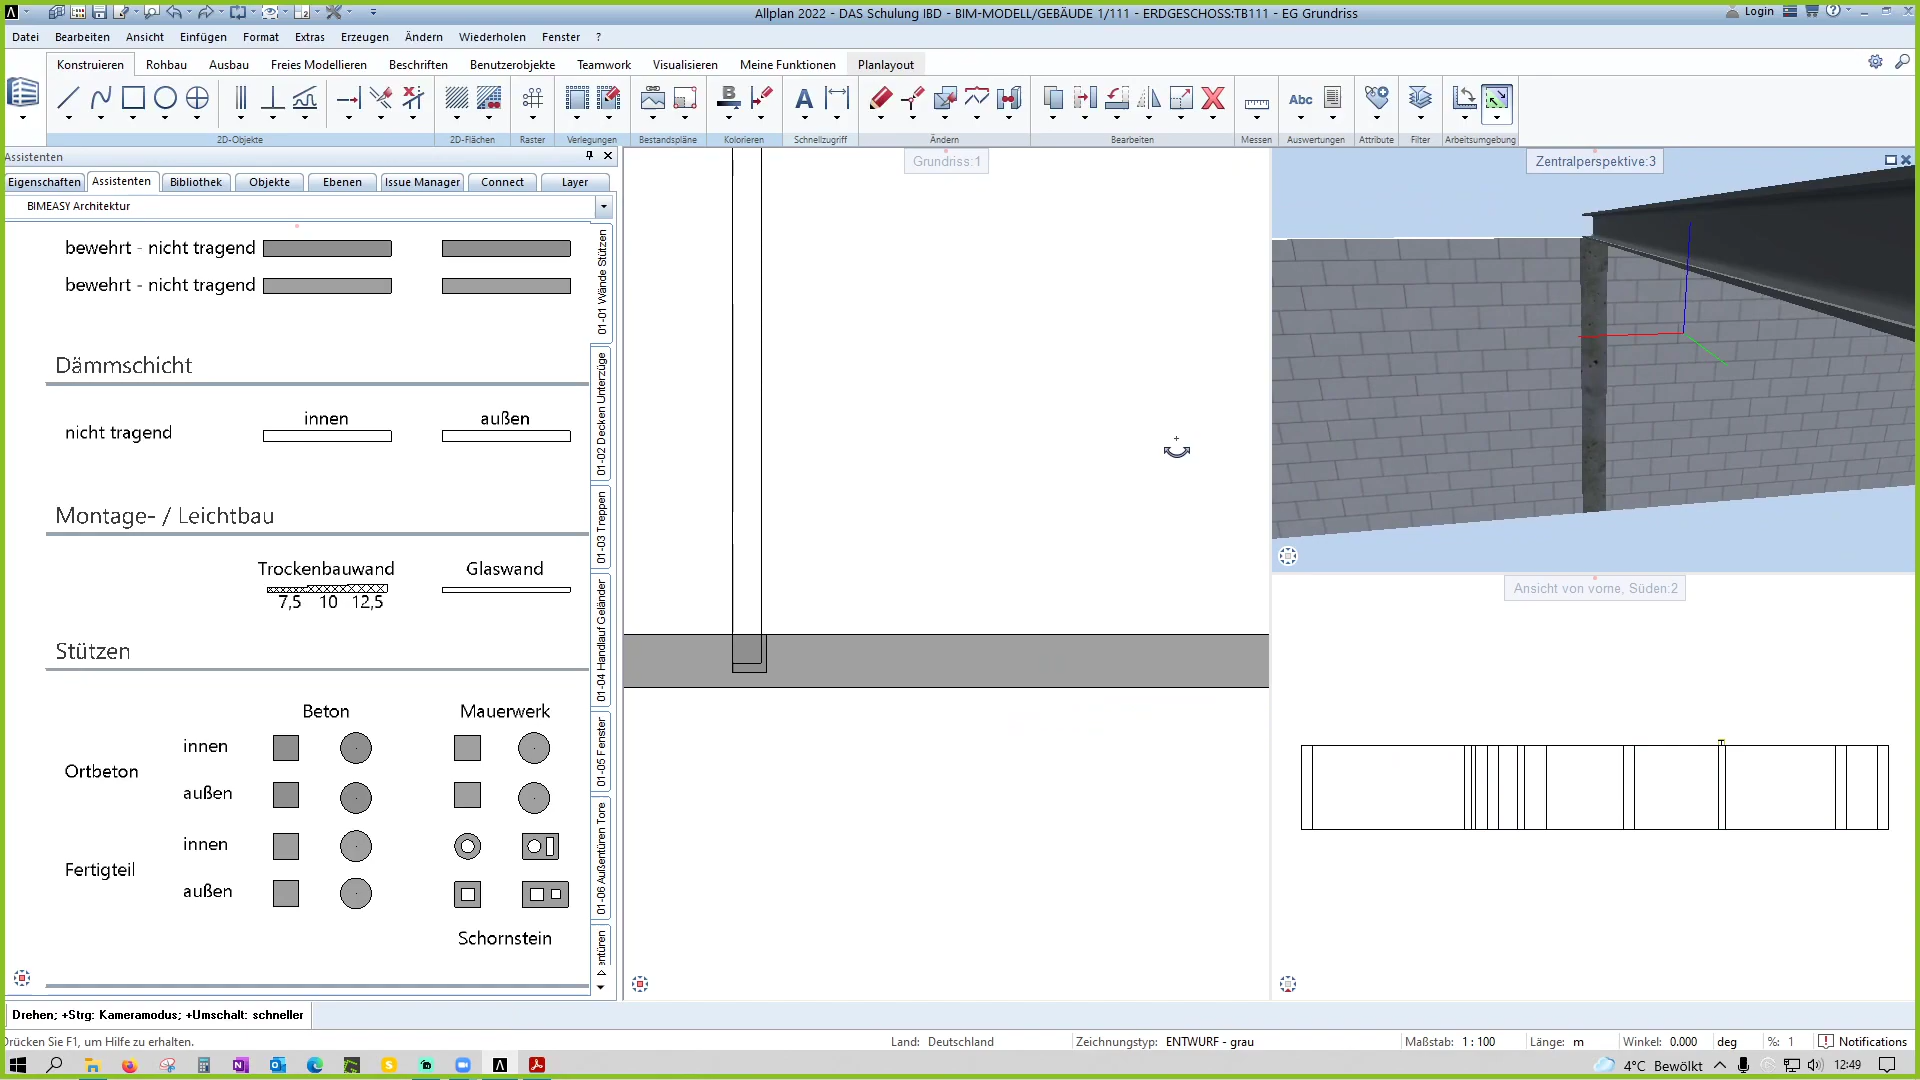 Allplan 2022 - DAS Schulung IBD - BIM-MODELL/GEBÄUDE 1/111 - ERDGESCHOSS:TB111 - EG Grundriss
Login
Datei Bearbeiten Ansicht Einfügen Format Extras Erzeugen Ändern Wiederholen Fenster ?
Konstruieren Rohbau Ausbau Freies Modellieren Beschriften Benutzerobjekte Teamwork Visualisieren Meine Funktionen Planlayout
Abc
2D-Objekte 2D-Flächen Raster Verlegungen Bestandspläne Kolorieren Schnellzugriff Ändern Bearbeiten Messen Auswertungen Attribute Filter Arbeitsumgebung
Assistenten
Eigenschaften Assistenten Bibliothek Objekte Ebenen Issue Manager Connect Layer
BIMEASY Architektur
bewehrt - nicht tragend
bewehrt - nicht tragend
Dämmschicht
innen außen
nicht tragend
Montage- / Leichtbau
Trockenbauwand Glaswand
7,5 10 12,5
Stützen
Beton Mauerwerk
innen
Ortbeton
außen
innen
Fertigteil
außen
Schornstein
01-01 Wände Stützen
01-02 Decken Unterzüge
01-03 Treppen
01-04 Handlauf Geländer
01-05 Fenster
01-06 Außentüren Tore
entüren
Grundriss:1
Zentralperspektive:3
Ansicht von vorne, Süden:2
Drehen; +Strg: Kameramodus; +Umschalt: schneller
Drücken Sie F1, um Hilfe zu erhalten.
Land: Deutschland Zeichnungstyp: ENTWURF - grau Maßstab: 1 : 100 Länge: m Winkel: 0.000 deg %: 1 Notifications
4°C Bewölkt 12:49